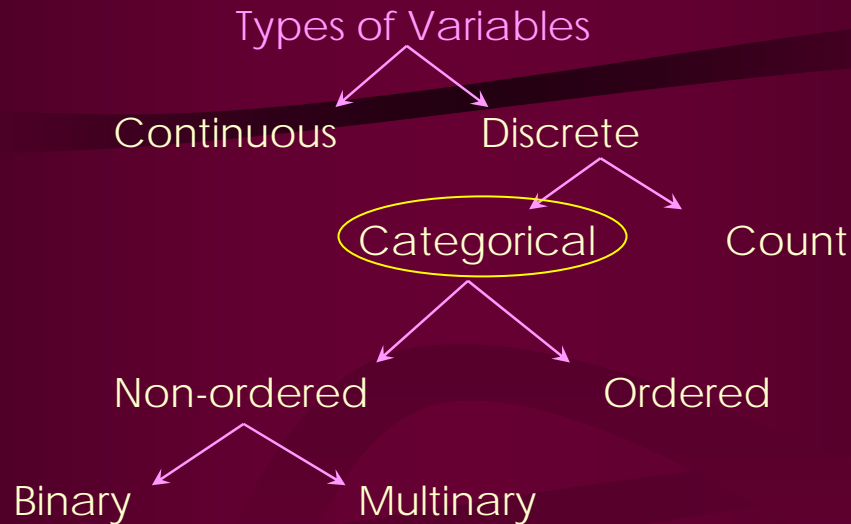 Types of Variables
Continuous Discrete
Categorical Count
Non-ordered Ordered
Binary Multinary